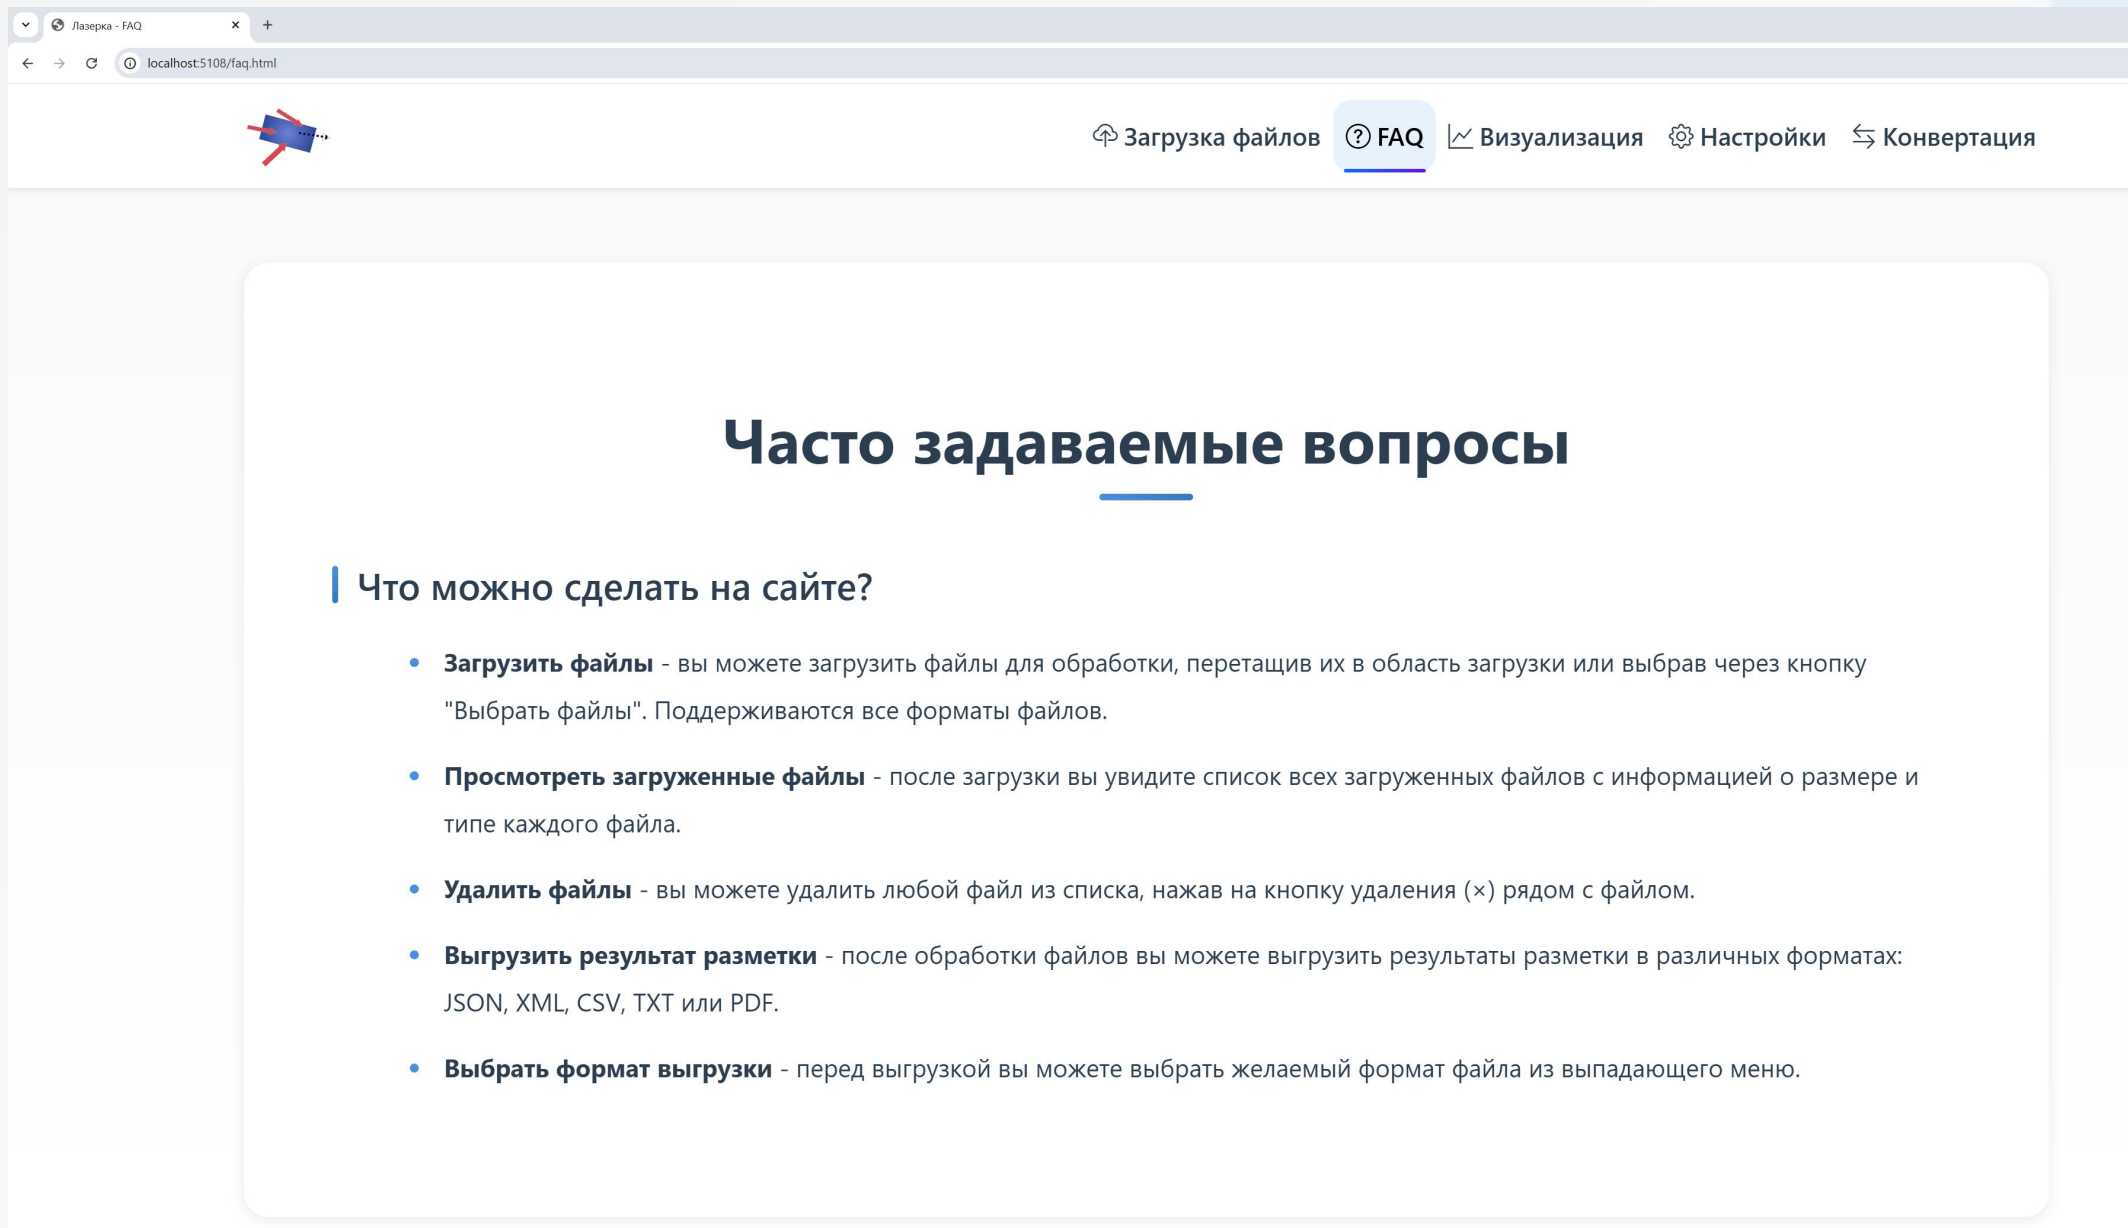 Лазерка - FAQ
localhost:5108/faq.html
Загрузка файлов FAQ Визуализация Настройки Конвертация
Часто задаваемые вопросы
Что можно сделать на сайте?
Загрузить файлы - вы можете загрузить файлы для обработки, перетащив их в область загрузки или выбрав через кнопку
"Выбрать файлы". Поддерживаются все форматы файлов.
Просмотреть загруженные файлы - после загрузки вы увидите список всех загруженных файлов с информацией о размере и
типе каждого файла.
Удалить файлы - вы можете удалить любой файл из списка, нажав на кнопку удаления (×) рядом с файлом.
Выгрузить результат разметки - после обработки файлов вы можете выгрузить результаты разметки в различных форматах:
JSON, XML, CSV, TXT или PDF.
Выбрать формат выгрузки - перед выгрузкой вы можете выбрать желаемый формат файла из выпадающего меню.